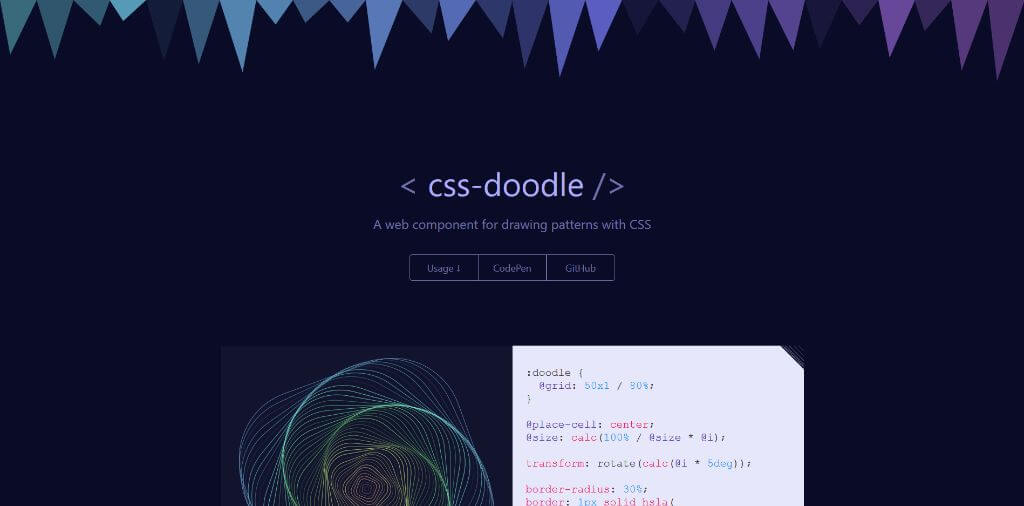 < css-doodle />
A web component for drawing patterns with CSS
Usage ↓
CodePen
GitHub
:doodle {
@grid: 50x1 / 80%;
}
@place-cell: center;
@size: calc(100% / @size * @i);
transform: rotate(calc(@i * 5deg));
border-radius: 30%;
border: 1px solid hsla(